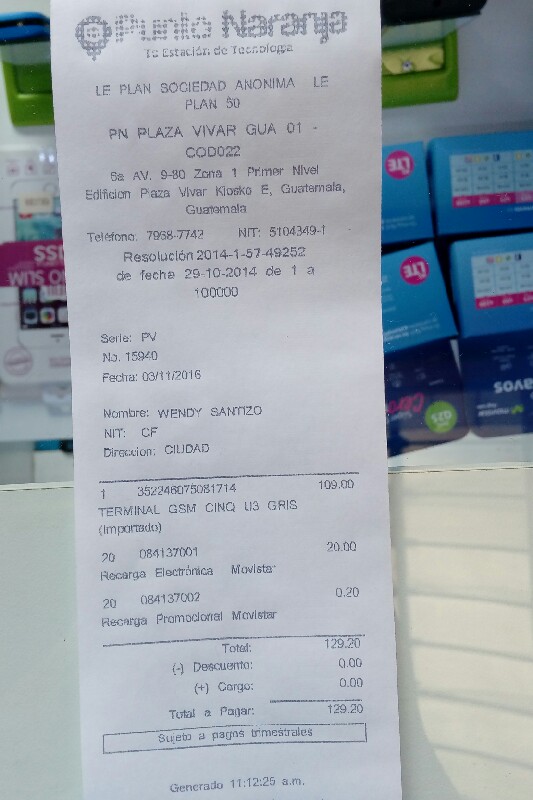 Punto Naranja
Tu Estación de Tecnología
LE PLAN SOCIEDAD ANONIMA LE
PLAN 50
PN PLAZA VIVAR GUA 01 -
COD022
6a AV. 9-80 Zona 1 Primer Nivel
Edificion Plaza Vivar Kiosko E, Guatemala,
Guatemala
Teléfono: 7968-7742 NIT: 5104349-1
Resolución 2014-1-57-49252
de fecha 29-10-2014 de 1 a
100000
Serie: PV
No. 15940
Fecha: 03/11/2016
Nombre: WENDY SANTIZO
NIT: CF
Direccion: CIUDAD
1 352246075081714 109.00
TERMINAL GSM CINQ U3 GRIS
(Importado)
20 084137001 20.00
Recarga Electrónica Movistar
20 084137002 0.20
Recarga Promocional Movistar
Total: 129.20
(-) Descuento: 0.00
(+) Cargo: 0.00
Total a Pagar: 129.20
Sujeto a pagos trimestrales
Generado 11:12:25 a.m.
LTE
LTE
movistar
Claro